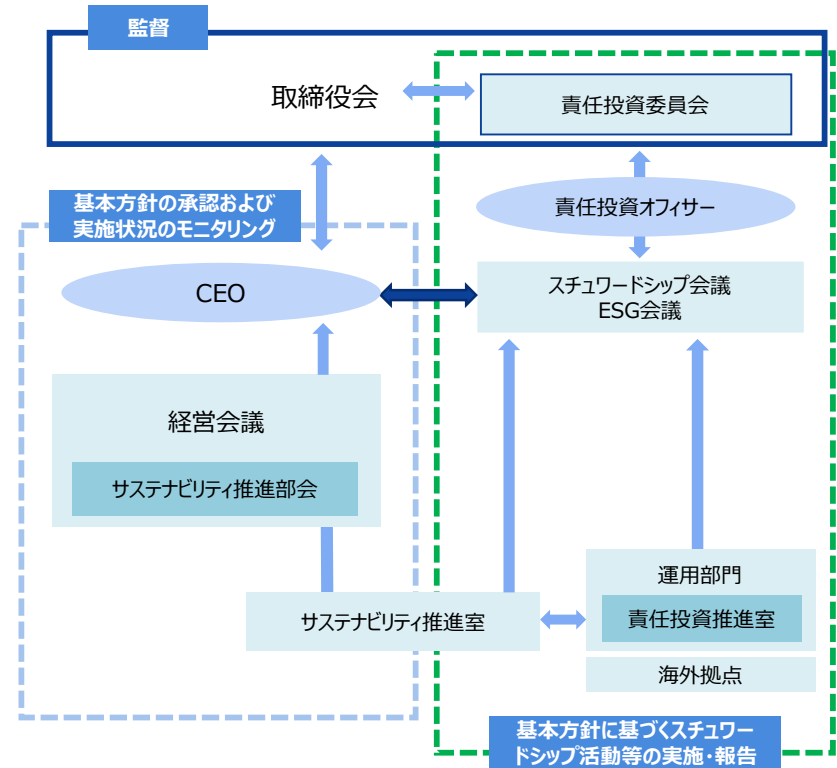 監督
取締役会
責任投資委員会
基本方針の承認および
実施状況のモニタリング
責任投資オフィサー
CEO
スチュワードシップ会議
ESG会議
経営会議
サステナビリティ推進部会
運用部門
サステナビリティ推進室
責任投資推進室
海外拠点
基本方針に基づくスチュワー
ドシップ活動等の実施・報告